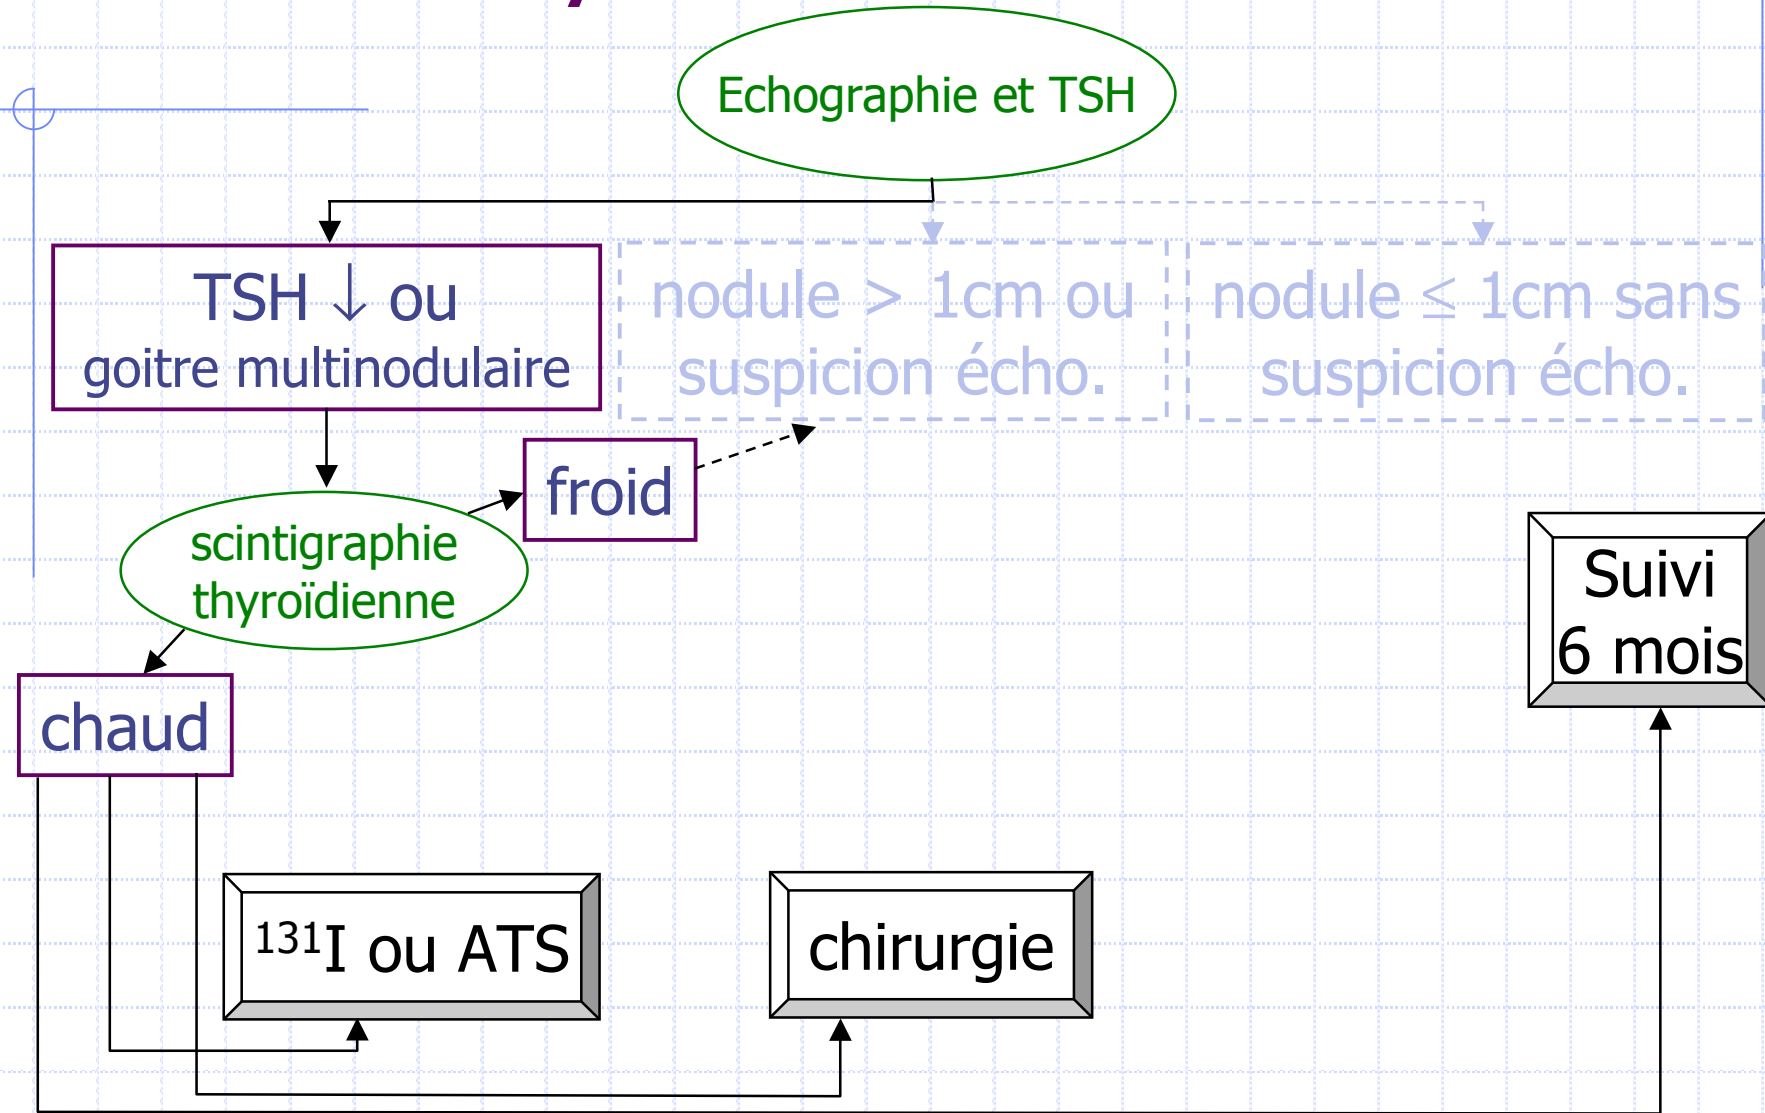 Echographie et TSH
TSH ↓ ou
goitre multinodulaire
nodule > 1cm ou
suspicion écho.
nodule ≤ 1cm sans
suspicion écho.
froid
scintigraphie
thyroïdienne
Suivi
6 mois
chaud
¹³¹I ou ATS
chirurgie